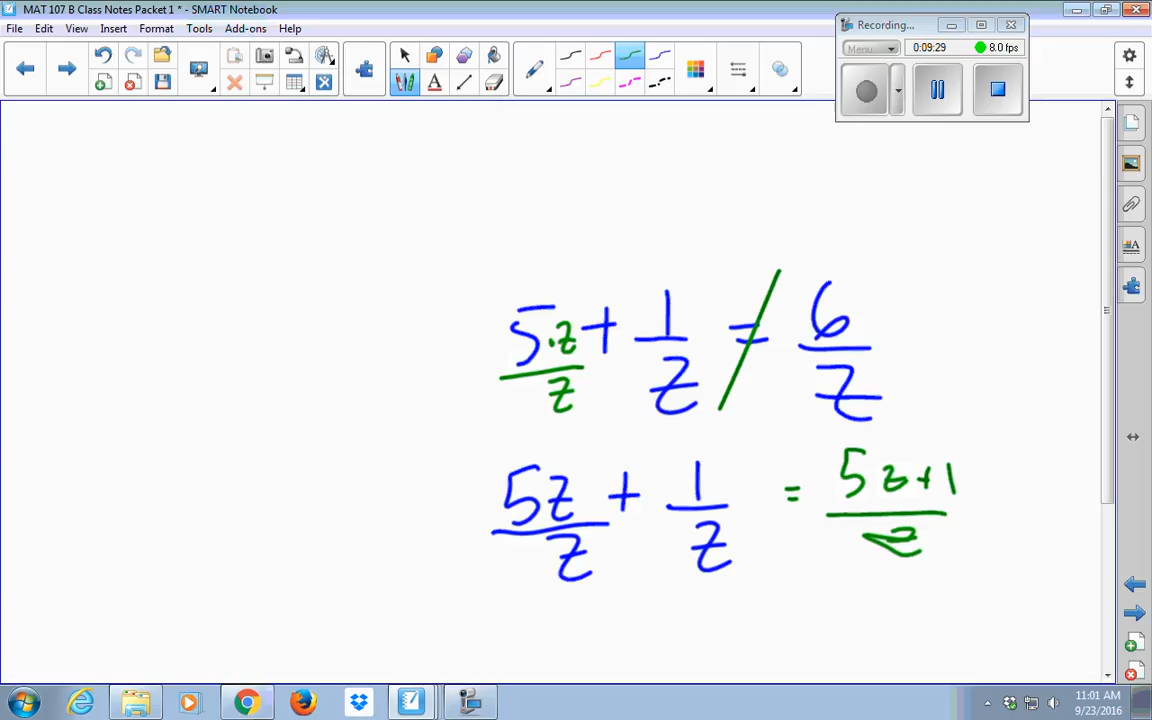 MAT 107 B Class Notes Packet 1 * - SMART Notebook
File Edit View Insert Format Tools Add-ons Help
Recording...
Menu 0:09:29 8.0 fps
5·z/z + 1/z ≠ 6/z
5z/z + 1/z = 5z+1/z
11:01 AM
9/23/2016